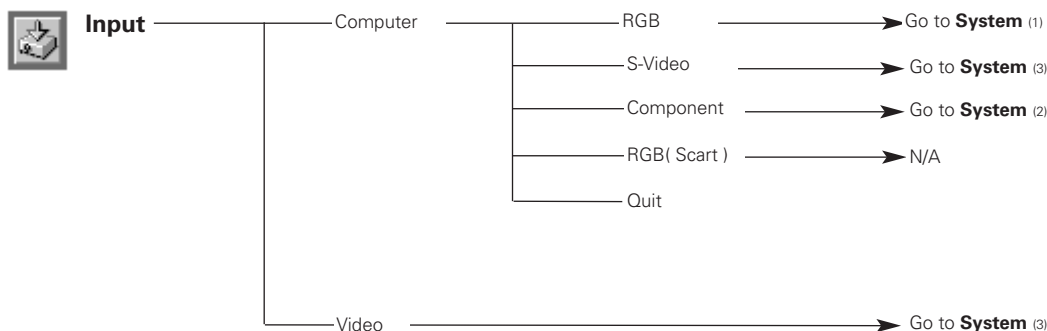 Input Computer RGB Go to System (1)
S-Video Go to System (3)
Component Go to System (2)
RGB( Scart ) N/A
Quit
Video Go to System (3)